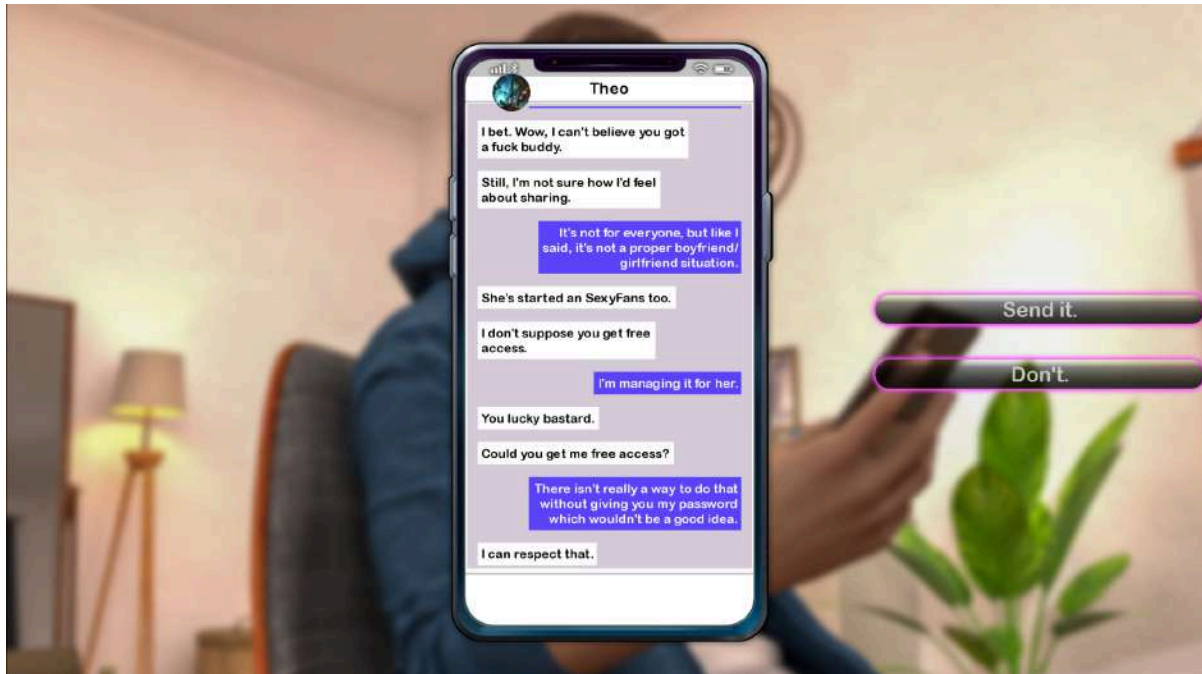 Theo
I bet. Wow, I can't believe you got
a fuck buddy.
Still, I'm not sure how I'd feel
about sharing.
It's not for everyone, but like I
said, it's not a proper boyfriend/
girlfriend situation.
She's started an SexyFans too.
I don't suppose you get free
access.
I'm managing it for her.
You lucky bastard.
Could you get me free access?
There isn't really a way to do that
without giving you my password
which wouldn't be a good idea.
I can respect that.
Send it.
Don't.